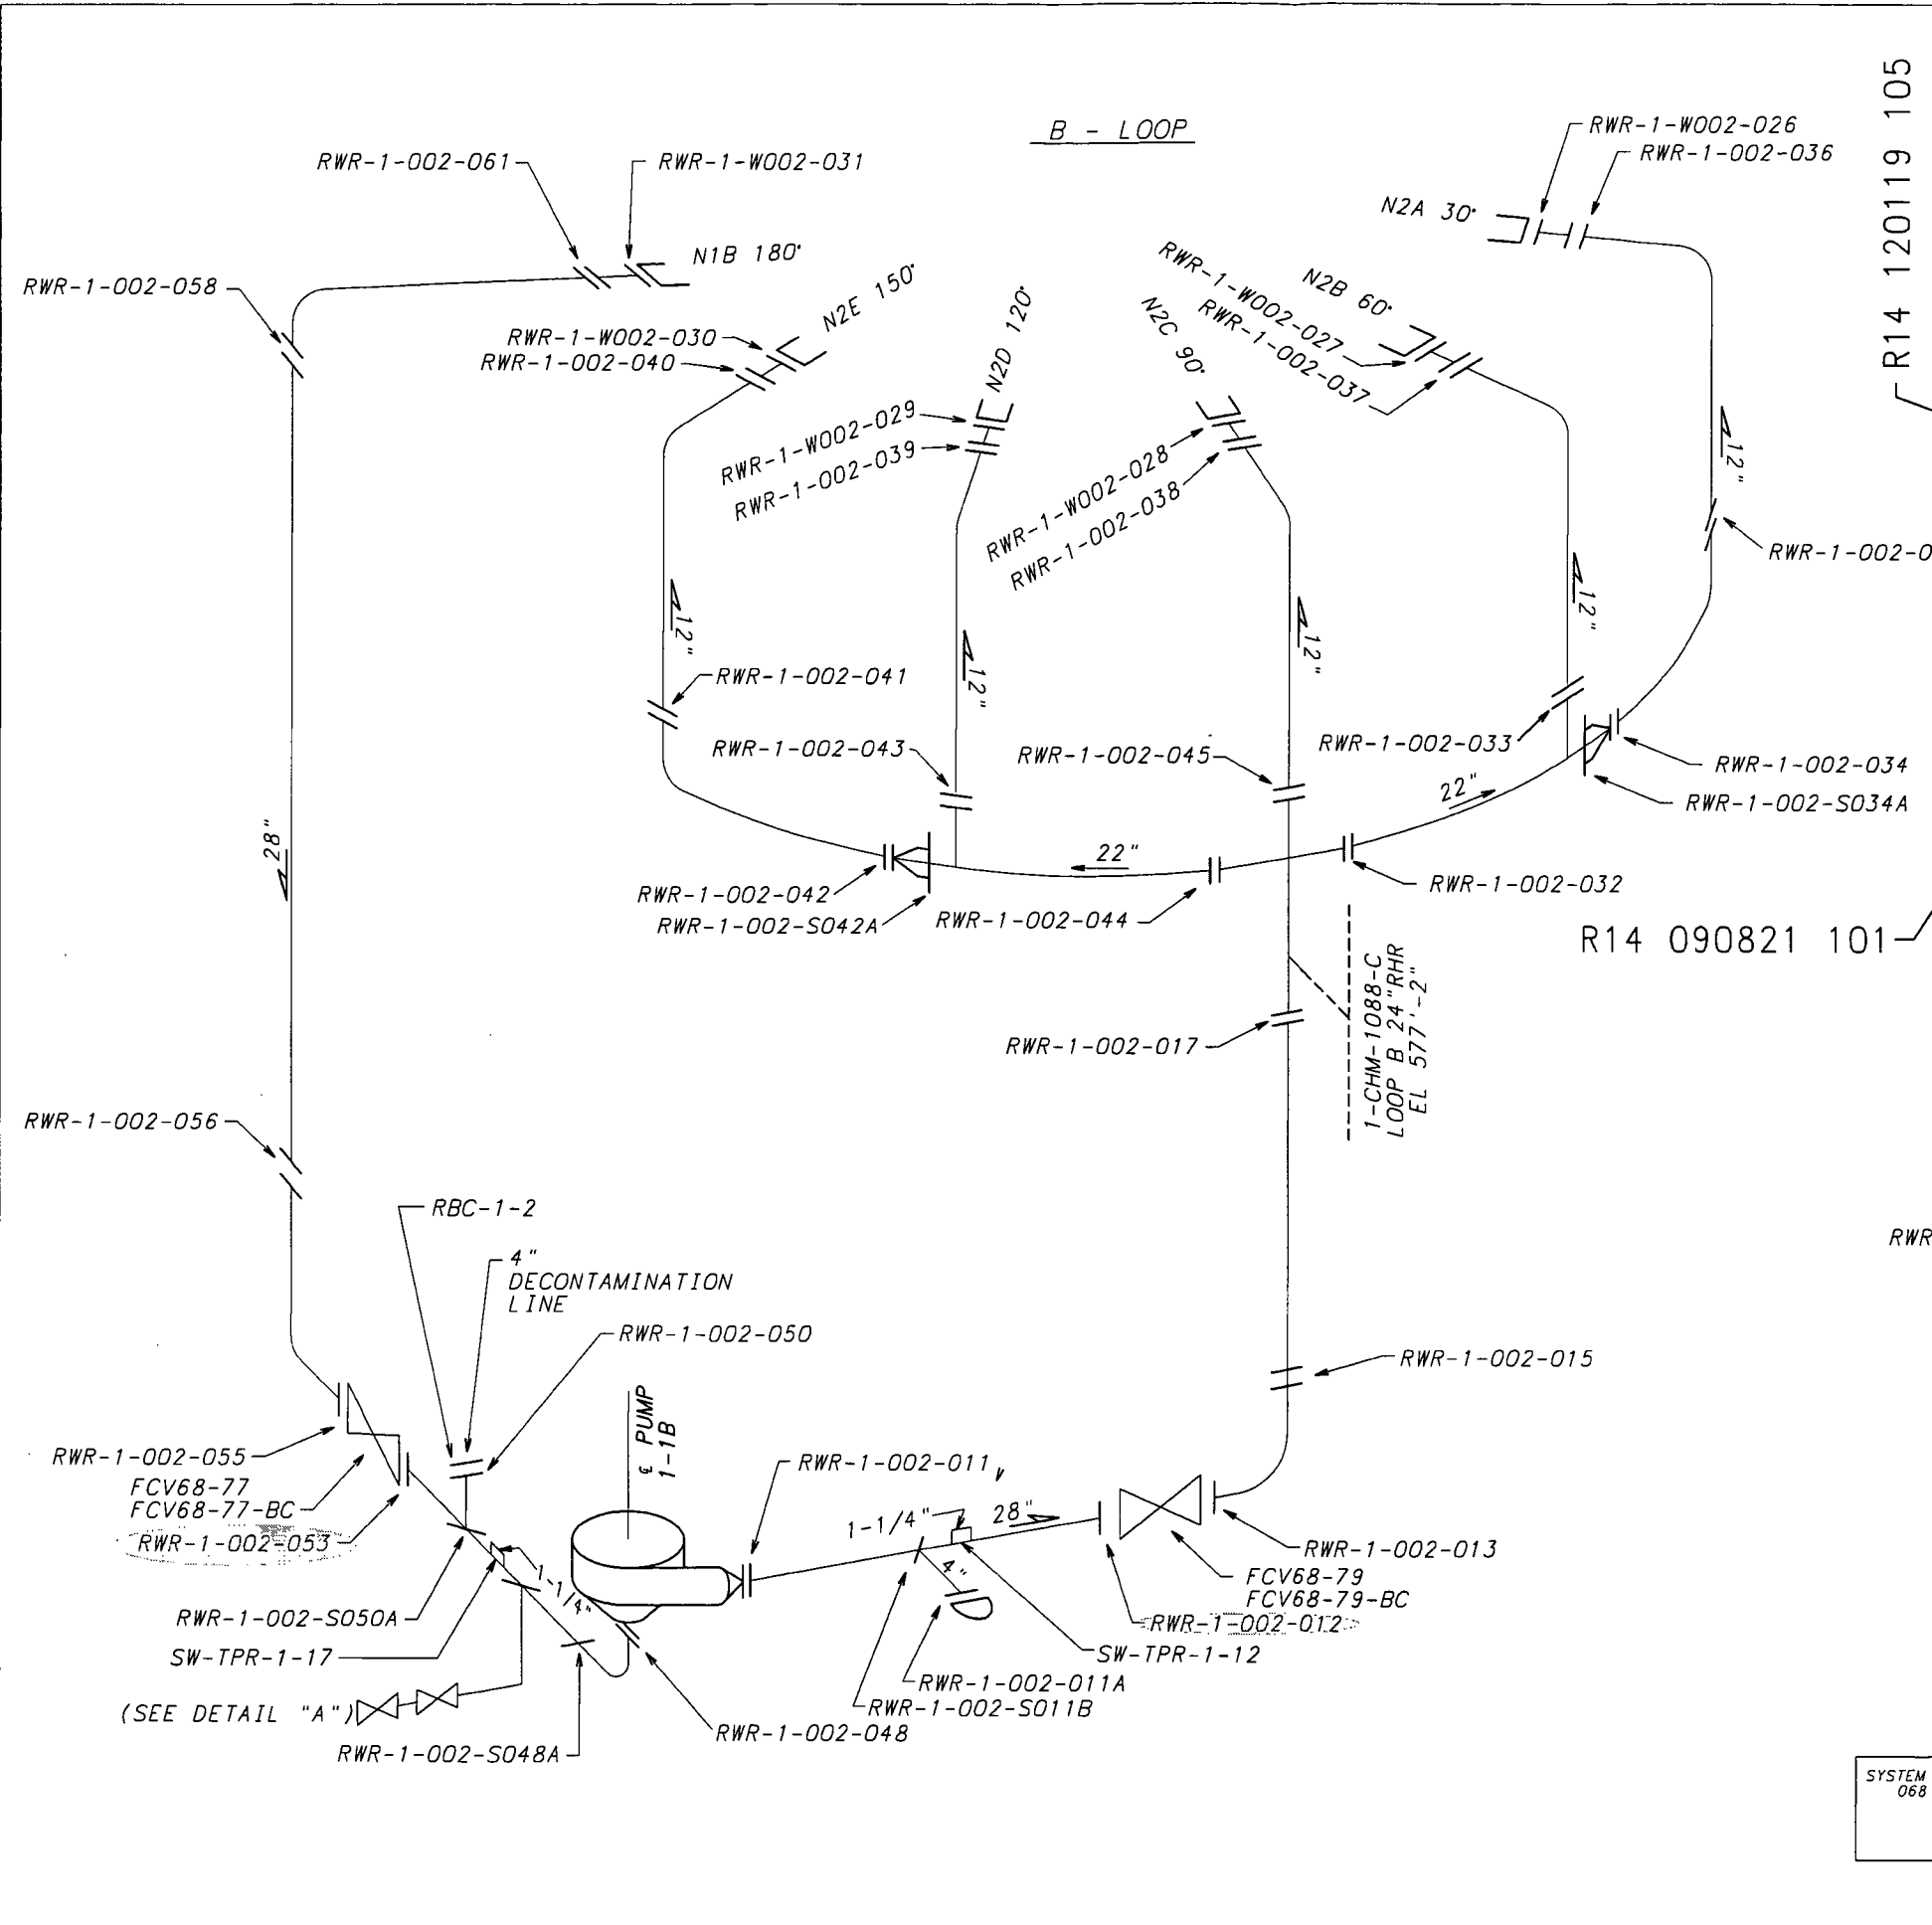 B - LOOP
R14 120119 105
RWR-1-002-061
RWR-1-W002-031
RWR-1-W002-026
RWR-1-002-036
N2A 30°
N1B 180°
RWR-1-002-058
N2E 150°
RWR-1-W002-030
RWR-1-002-040
N2D 120°
N2C 90°
N2B 60°
RWR-1-W002-027
RWR-1-002-037
RWR-1-W002-029
RWR-1-002-039
RWR-1-W002-028
RWR-1-002-038
12"
RWR-1-002-0
12"
12"
12"
12"
RWR-1-002-041
RWR-1-002-043
RWR-1-002-045
RWR-1-002-033
RWR-1-002-034
RWR-1-002-S034A
22"
28"
22"
RWR-1-002-042
RWR-1-002-S042A
RWR-1-002-044
RWR-1-002-032
R14 090821 101
1-CHM-1088-C
LOOP B 24"RHR
EL 577'-2"
RWR-1-002-017
RWR-1-002-056
RBC-1-2
4"
DECONTAMINATION
LINE
RWR-1-002-050
RWR
RWR-1-002-015
PUMP
1-1B
RWR-1-002-055
FCV68-77
FCV68-77-BC
RWR-1-002-053
RWR-1-002-011
1-1/4"
28"
4"
RWR-1-002-013
FCV68-79
FCV68-79-BC
RWR-1-002-012
1-1/4"
RWR-1-002-S050A
SW-TPR-1-17
SW-TPR-1-12
RWR-1-002-011A
RWR-1-002-S011B
(SEE DETAIL "A")
RWR-1-002-048
RWR-1-002-S048A
SYSTEM
068